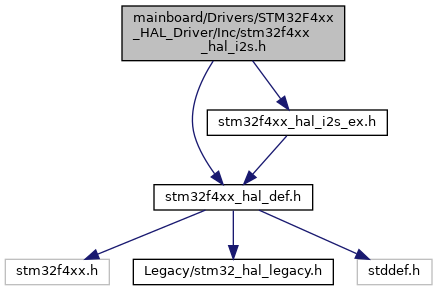 mainboard/Drivers/STM32F4xx
_HAL_Driver/Inc/stm32f4xx
_hal_i2s.h
stm32f4xx_hal_i2s_ex.h
stm32f4xx_hal_def.h
stm32f4xx.h
Legacy/stm32_hal_legacy.h
stddef.h